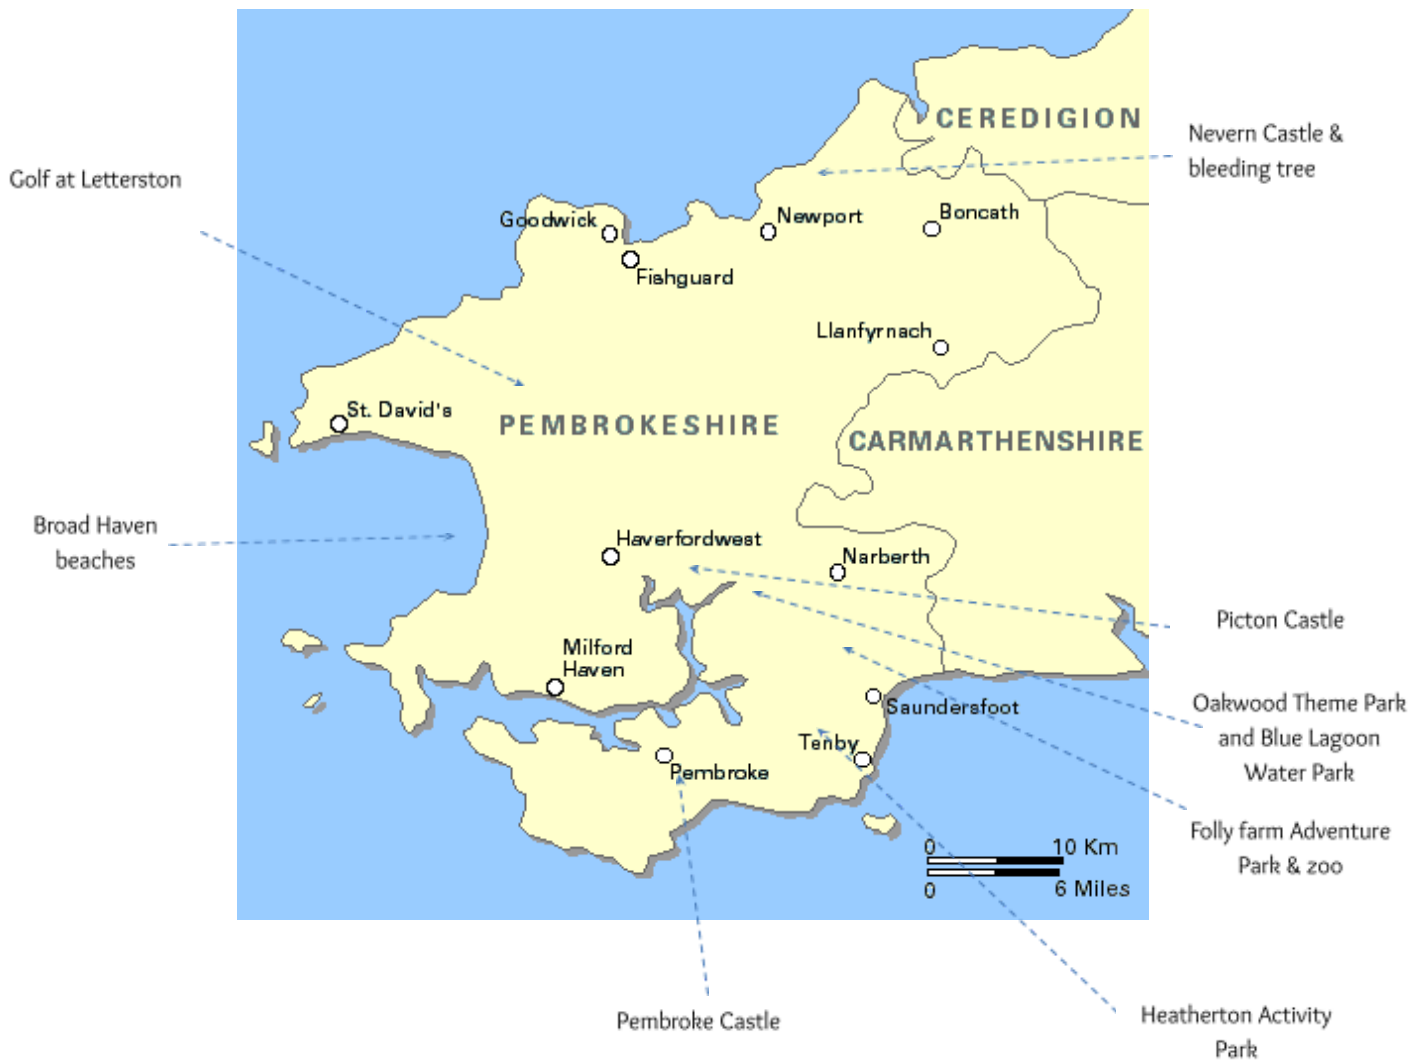 CEREDIGION
Nevern Castle &
bleeding tree
Golf at Letterston
Goodwick
Newport
Boncath
Fishguard
Llanfyrnach
St. David's
PEMBROKESHIRE
CARMARTHENSHIRE
Broad Haven
beaches
Haverfordwest
Narberth
Picton Castle
Milford
Haven
Saundersfoot
Oakwood Theme Park
and Blue Lagoon
Water Park
Tenby
Pembroke
Folly farm Adventure
Park & zoo
0 10 Km
0 6 Miles
Pembroke Castle
Heatherton Activity
Park